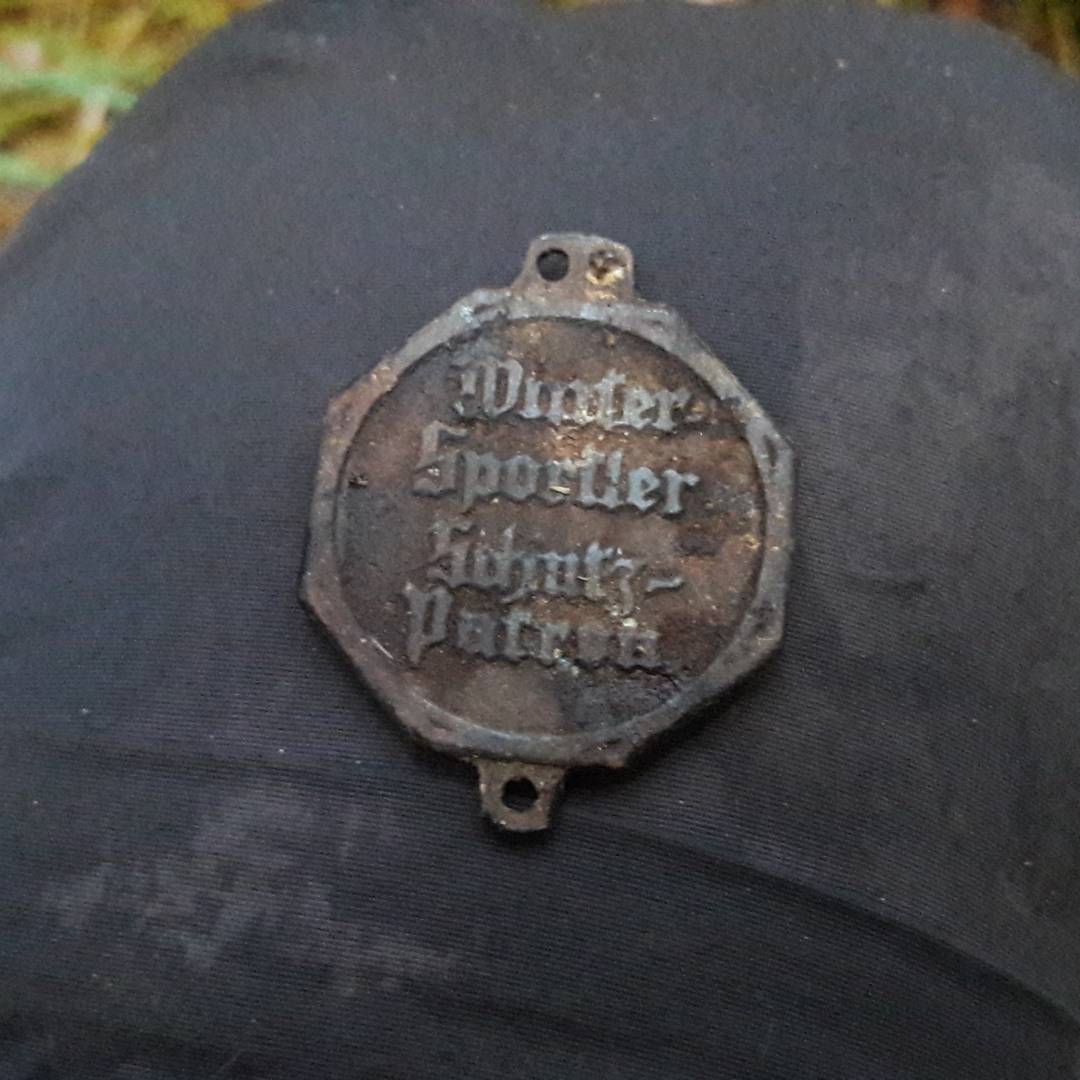 Winter-
Sportler
Schutz-
Patron